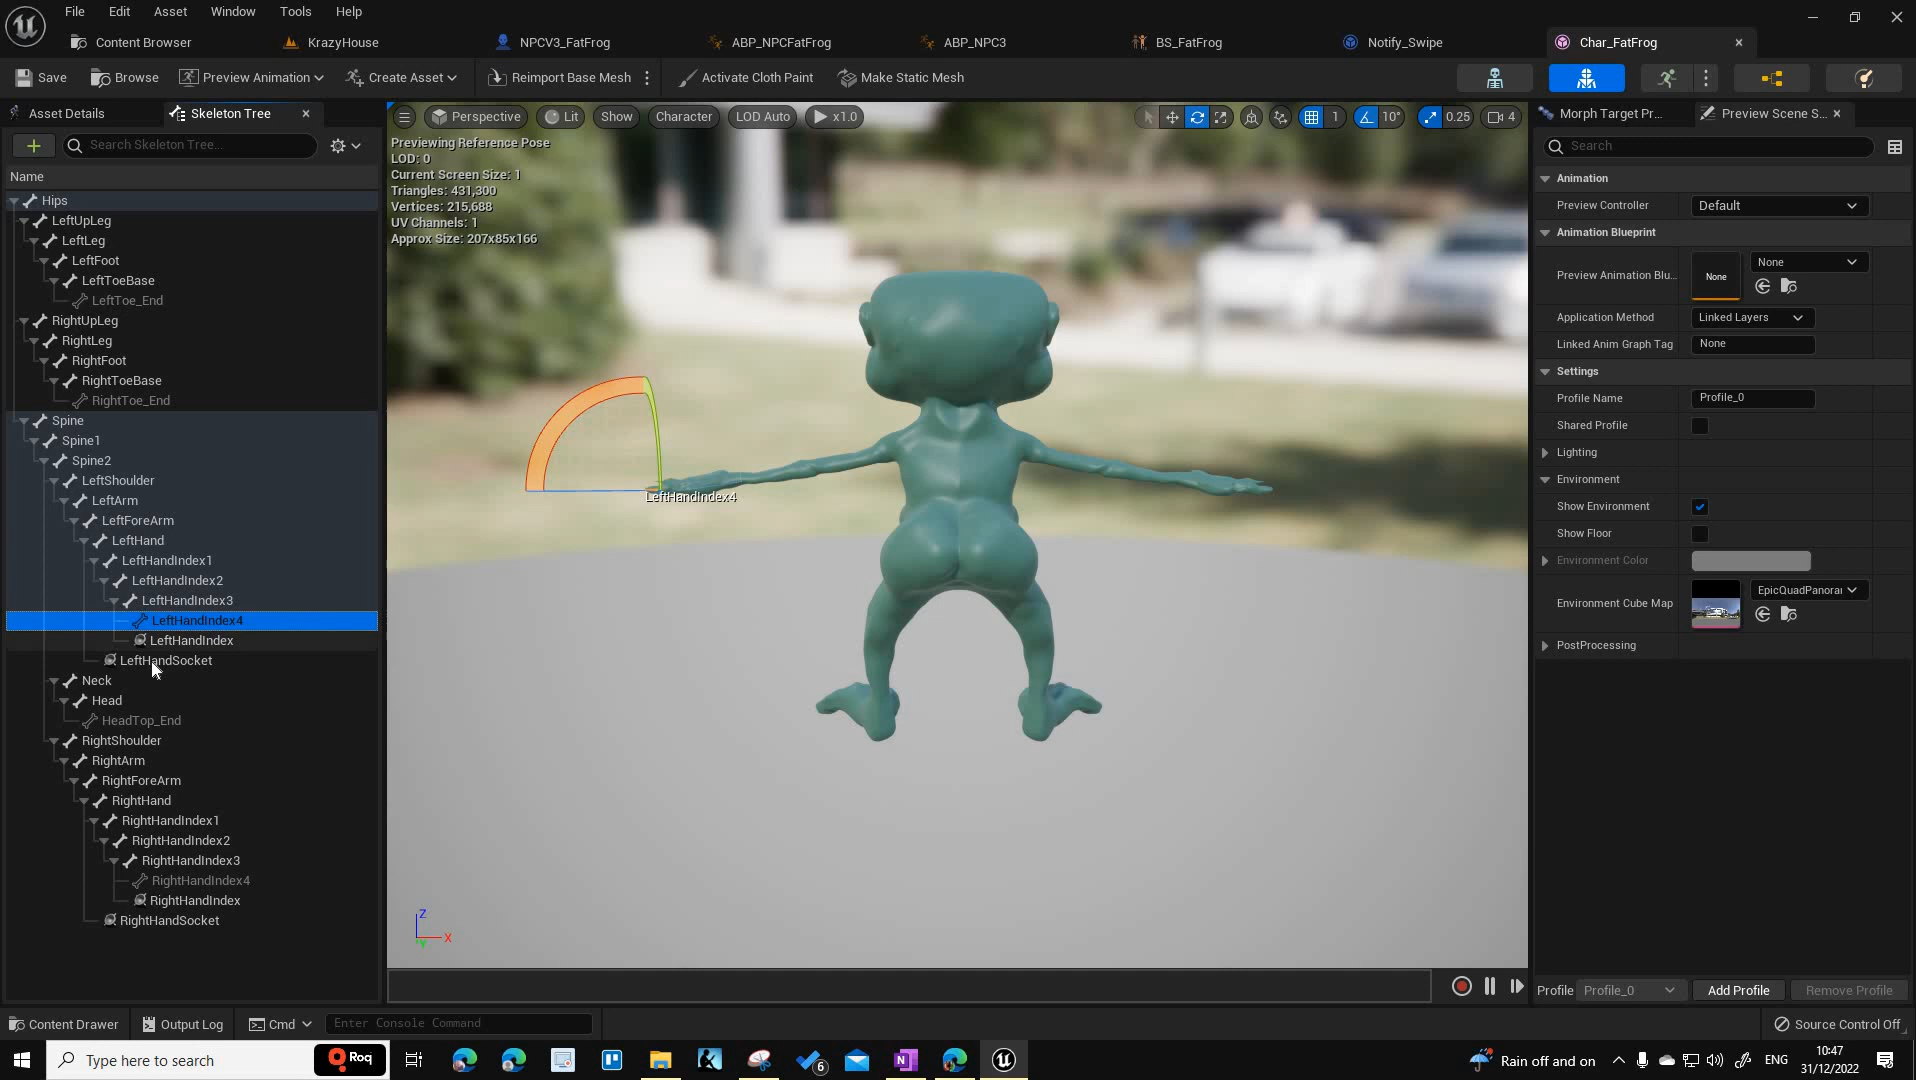 File Edit Asset Window Tools Help
Content Browser KrazyHouse NPCV3_FatFrog ABP_NPCFatFrog ABP_NPC3 BS_FatFrog Notify_Swipe Char_FatFrog
Save Browse Preview Animation Create Asset Reimport Base Mesh Activate Cloth Paint Make Static Mesh
Asset Details Skeleton Tree
Search Skeleton Tree...
Name
Hips
LeftUpLeg
LeftLeg
LeftFoot
LeftToeBase
LeftToe_End
RightUpLeg
RightLeg
RightFoot
RightToeBase
RightToe_End
Spine
Spine1
Spine2
LeftShoulder
LeftArm
LeftForeArm
LeftHand
LeftHandIndex1
LeftHandIndex2
LeftHandIndex3
LeftHandIndex4
LeftHandIndex
LeftHandSocket
Neck
Head
HeadTop_End
RightShoulder
RightArm
RightForeArm
RightHand
RightHandIndex1
RightHandIndex2
RightHandIndex3
RightHandIndex4
RightHandIndex
RightHandSocket
Perspective Lit Show Character LOD Auto x1.0 1 10° 0.25 4
Previewing Reference Pose
LOD: 0
Current Screen Size: 1
Triangles: 431,300
Vertices: 215,688
UV Channels: 1
Approx Size: 207x85x166
LeftHandIndex4
Z
X
Y
Morph Target Pr... Preview Scene S...
Search
Animation
Preview Controller Default
Animation Blueprint
Preview Animation Blu... None None
Application Method Linked Layers
Linked Anim Graph Tag None
Settings
Profile Name Profile_0
Shared Profile
Lighting
Environment
Show Environment
Show Floor
Environment Color
Environment Cube Map EpicQuadPanorar
PostProcessing
Profile Profile_0 Add Profile Remove Profile
Content Drawer Output Log Cmd Enter Console Command Source Control Off
Type here to search Roq 6 Rain off and on ENG 10:47
31/12/2022